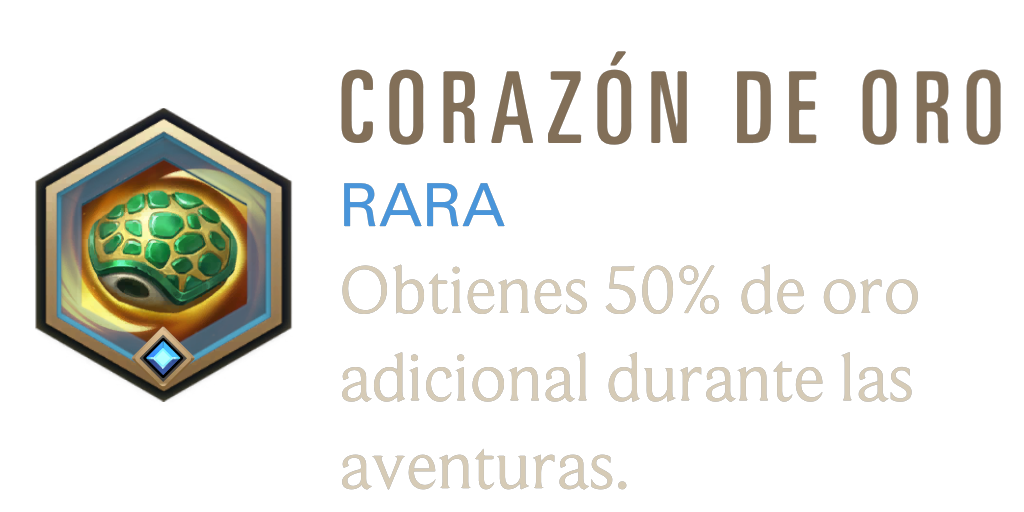 CORAZÓN DE ORO
RARA
Obtienes 50% de oro
adicional durante las
aventuras.